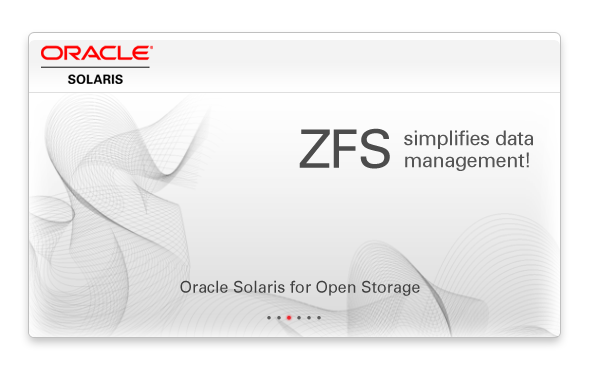 ORACLE
SOLARIS
ZFS simplifies data
management!
Oracle Solaris for Open Storage